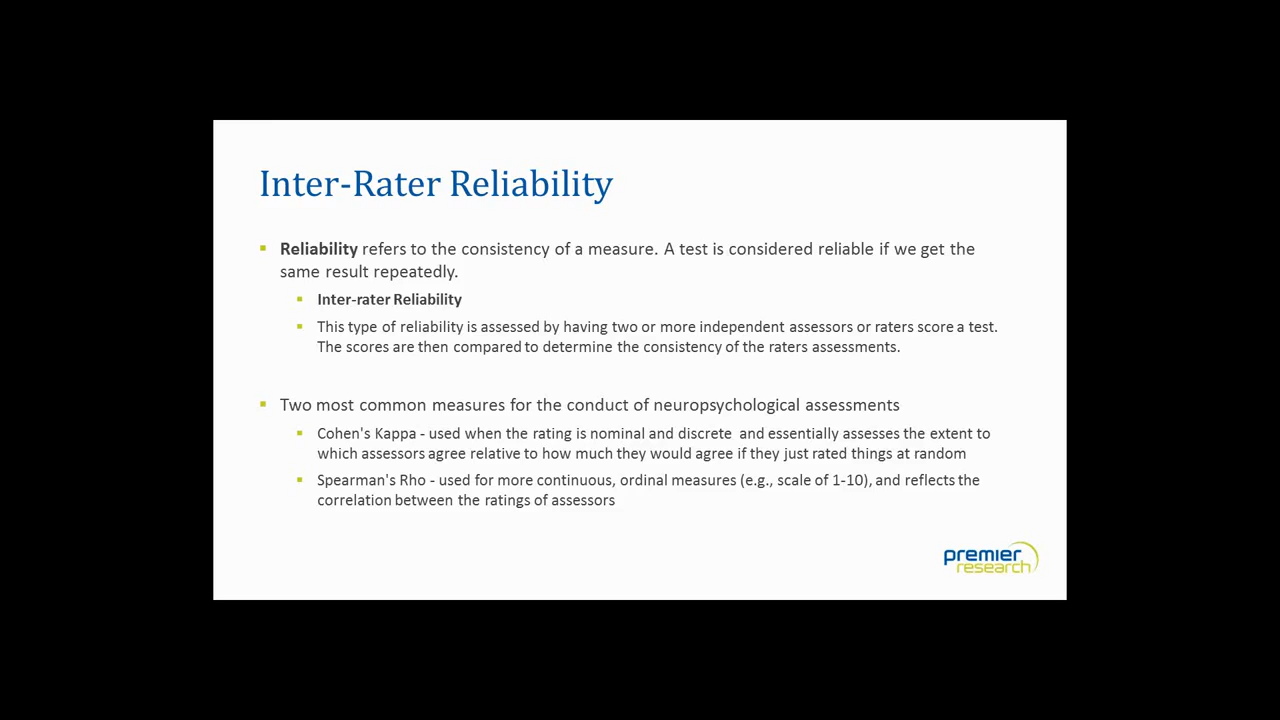 Inter-Rater Reliability
Reliability refers to the consistency of a measure. A test is considered reliable if we get the
same result repeatedly.
Inter-rater Reliability
This type of reliability is assessed by having two or more independent assessors or raters score a test.
The scores are then compared to determine the consistency of the raters assessments.
Two most common measures for the conduct of neuropsychological assessments
Cohen's Kappa - used when the rating is nominal and discrete and essentially assesses the extent to
which assessors agree relative to how much they would agree if they just rated things at random
Spearman's Rho - used for more continuous, ordinal measures (e.g., scale of 1-10), and reflects the
correlation between the ratings of assessors
premier
research